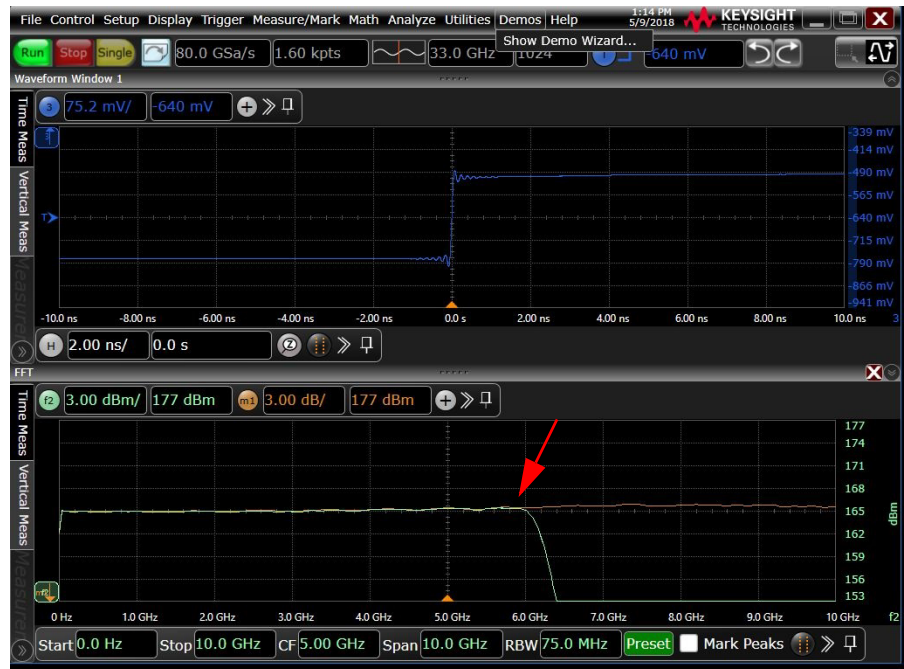 File Control Setup Display Trigger Measure/Mark Math Analyze Utilities Demos Help
1:14 PM
5/9/2018
KEYSIGHT
TECHNOLOGIES
Show Demo Wizard...
Run Stop Single 80.0 GSa/s 1.60 kpts 33.0 GHz 1024 -640 mV
Waveform Window 1
Time Meas
Vertical Meas
3 75.2 mV/ -640 mV
T
-339 mV
-414 mV
-490 mV
-565 mV
-640 mV
-715 mV
-790 mV
-866 mV
-941 mV
-10.0 ns -8.00 ns -6.00 ns -4.00 ns -2.00 ns 0.0 s 2.00 ns 4.00 ns 6.00 ns 8.00 ns 10.0 ns 3
H 2.00 ns/ 0.0 s
FFT
Time Meas
Vertical Meas
f2 3.00 dBm/ 177 dBm m1 3.00 dB/ 177 dBm
177
174
171
168
165
162
159
156
153
dBm
0 Hz 1.0 GHz 2.0 GHz 3.0 GHz 4.0 GHz 5.0 GHz 6.0 GHz 7.0 GHz 8.0 GHz 9.0 GHz 10 GHz f2
Start 0.0 Hz Stop 10.0 GHz CF 5.00 GHz Span 10.0 GHz RBW 75.0 MHz Preset Mark Peaks